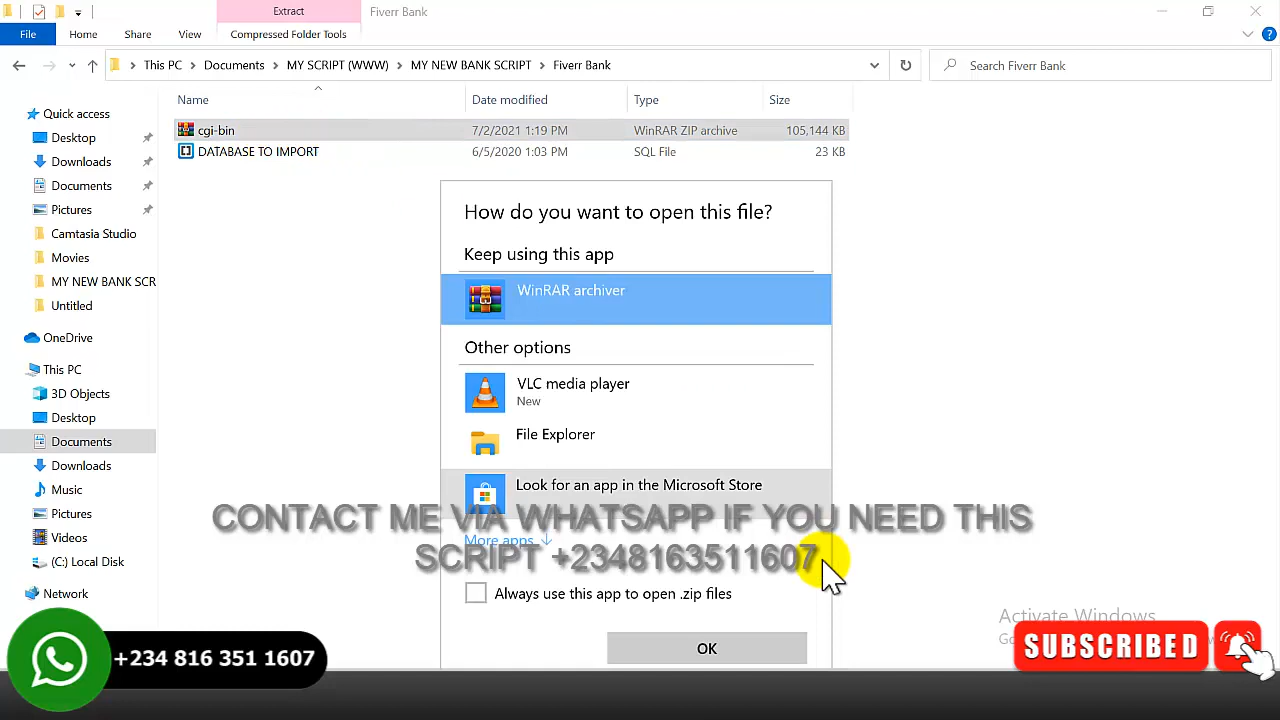 Extract
Fiverr Bank
File
Home
Share
View
Compressed Folder Tools
This PC
Documents
MY SCRIPT (WWW)
MY NEW BANK SCRIPT
Fiverr Bank
Search Fiverr Bank
Name
Date modified
Type
Size
Quick access
cgi-bin
7/2/2021 1:19 PM
WinRAR ZIP archive
105,144 KB
DATABASE TO IMPORT
6/5/2020 1:03 PM
SQL File
23 KB
Desktop
Downloads
Documents
Pictures
Camtasia Studio
Movies
MY NEW BANK SCR
Untitled
OneDrive
This PC
3D Objects
Desktop
Documents
Downloads
Music
Pictures
Videos
(C:) Local Disk
Network
How do you want to open this file?
Keep using this app
WinRAR archiver
Other options
VLC media player
New
File Explorer
Look for an app in the Microsoft Store
More apps
CONTACT ME VIA WHATSAPP IF YOU NEED THIS
SCRIPT +2348163511607
Always use this app to open .zip files
OK
Activate Windows
+234 816 351 1607
SUBSCRIBED